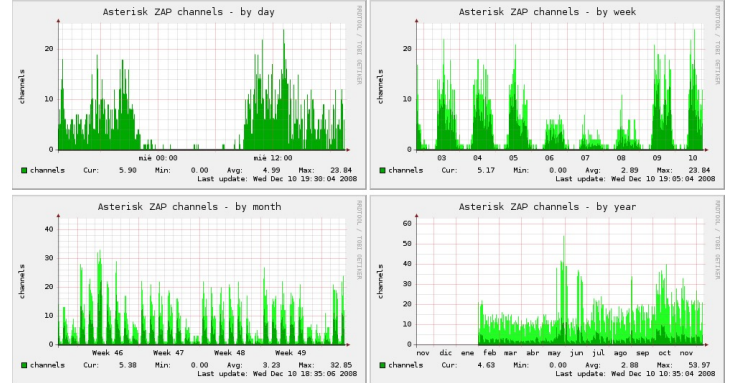 Asterisk ZAP channels - by day
RRDTOOL / TOBI OETIKER
channels
20
10
0
miè 00:00
miè 12:00
channels Cur: 5.90 Min: 0.00 Avg: 4.99 Max: 23.84
Last update: Wed Dec 10 19:30:04 2008
Asterisk ZAP channels - by week
RRDTOOL / TOBI OETIKER
channels
20
10
0
03 04 05 06 07 08 09 10
channels Cur: 5.17 Min: 0.00 Avg: 2.89 Max: 23.84
Last update: Wed Dec 10 19:05:04 2008
Asterisk ZAP channels - by month
RRDTOOL / TOBI OETIKER
channels
40
30
20
10
0
Week 46 Week 47 Week 48 Week 49
channels Cur: 5.38 Min: 0.00 Avg: 3.23 Max: 32.85
Last update: Wed Dec 10 18:35:06 2008
Asterisk ZAP channels - by year
RRDTOOL / TOBI OETIKER
channels
60
50
40
30
20
10
0
nov dic ene feb mar abr may jun jul ago sep oct nov
channels Cur: 4.63 Min: 0.00 Avg: 2.88 Max: 53.97
Last update: Wed Dec 10 10:35:04 2008